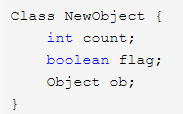 Class NewObject {
    int count;
    boolean flag;
    Object ob;
}